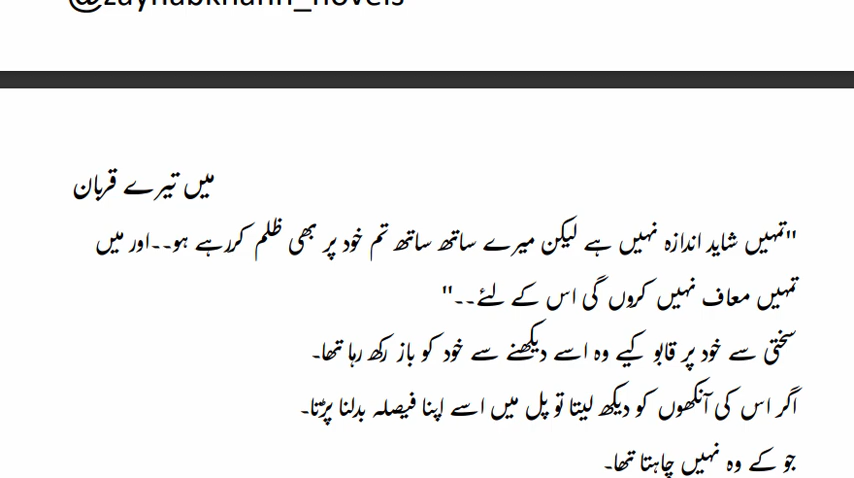 @zaynabkhann_novels
میں تیرے قربان
"تمہیں شاید اندازہ نہیں ہے لیکن میرے ساتھ ساتھ تم خود پر بھی ظلم کررہے ہو۔۔اور میں
تمہیں معاف نہیں کروں گی اس کے لئے۔۔"
سختی سے خود پر قابو کیے وہ اسے دیکھنے سے خود کو باز رکھ رہا تھا۔
اگر اس کی آنکھوں کو دیکھ لیتا تو پل میں اسے اپنا فیصلہ بدلنا پڑتا۔
جو کے وہ نہیں چاہتا تھا۔